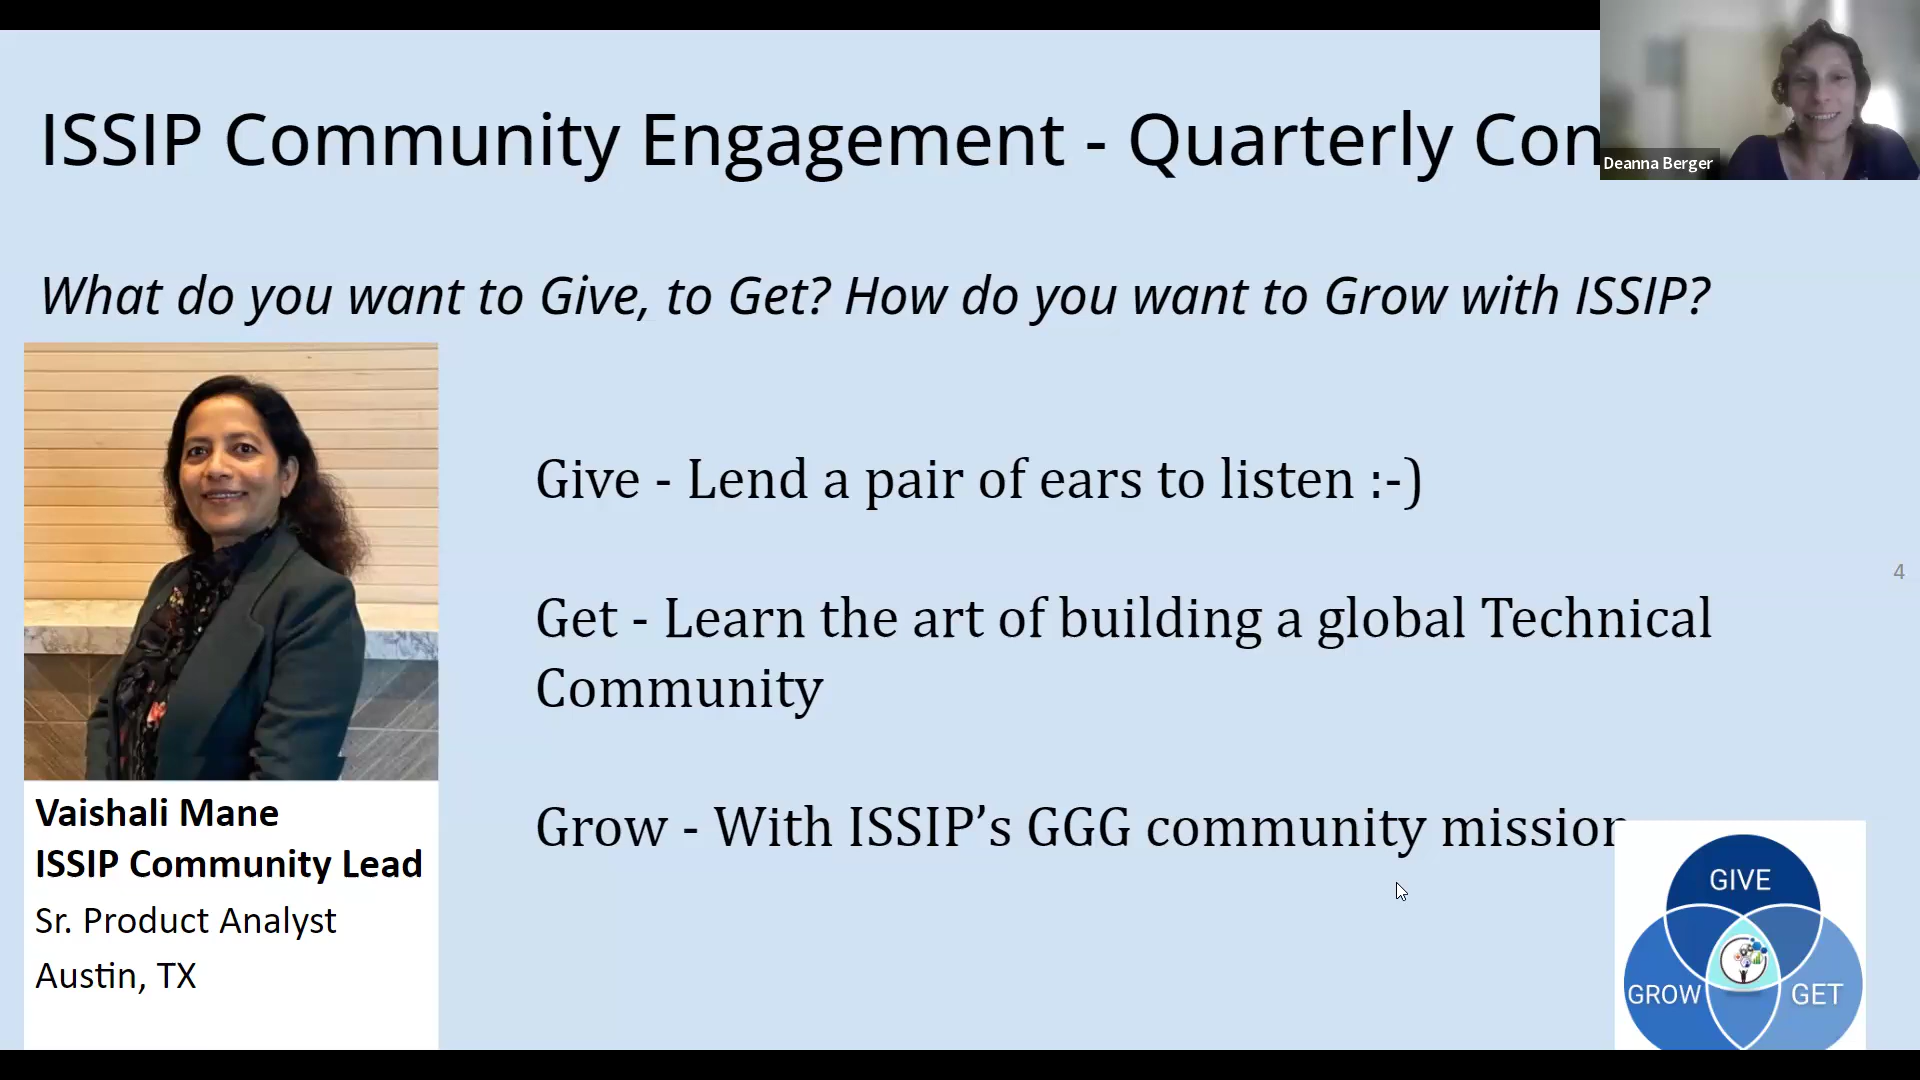 ISSIP Community Engagement - Quarterly Con
Deanna Berger
What do you want to Give, to Get? How do you want to Grow with ISSIP?
Give - Lend a pair of ears to listen :-)
4
Get - Learn the art of building a global Technical
Community
Grow - With ISSIP’s GGG community mission
Vaishali Mane
ISSIP Community Lead
Sr. Product Analyst
Austin, TX
GIVE
GROW
GET